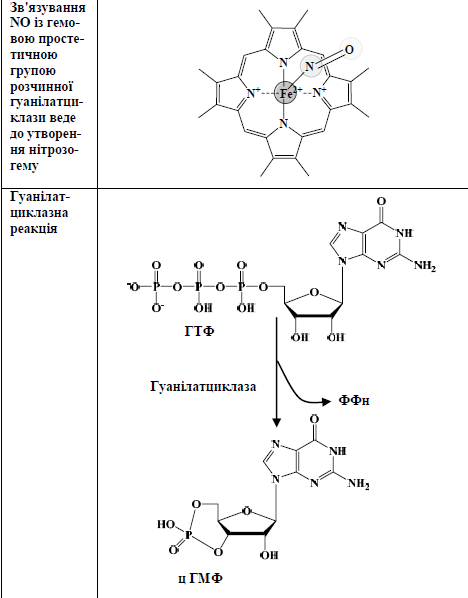 Зв'язування
NO із гемо-
вою просте-
тичною
групою
розчинної
гуанілатци-
клази веде
до утворен-
ня нітрозо-
гему
N
O
N
N+
Fe2+
N+
N
Гуанілат-
циклазна
реакція
O
N
NH
N
N
NH2
O
O
O
-O
P
O
P
O
P
O
O
O-
OH
OH
OH
OH
ГТФ
Гуанілатциклаза
ФФн
O
N
NH
N
N
NH2
O
O
HO
P
O
O
OH
ц ГМФ